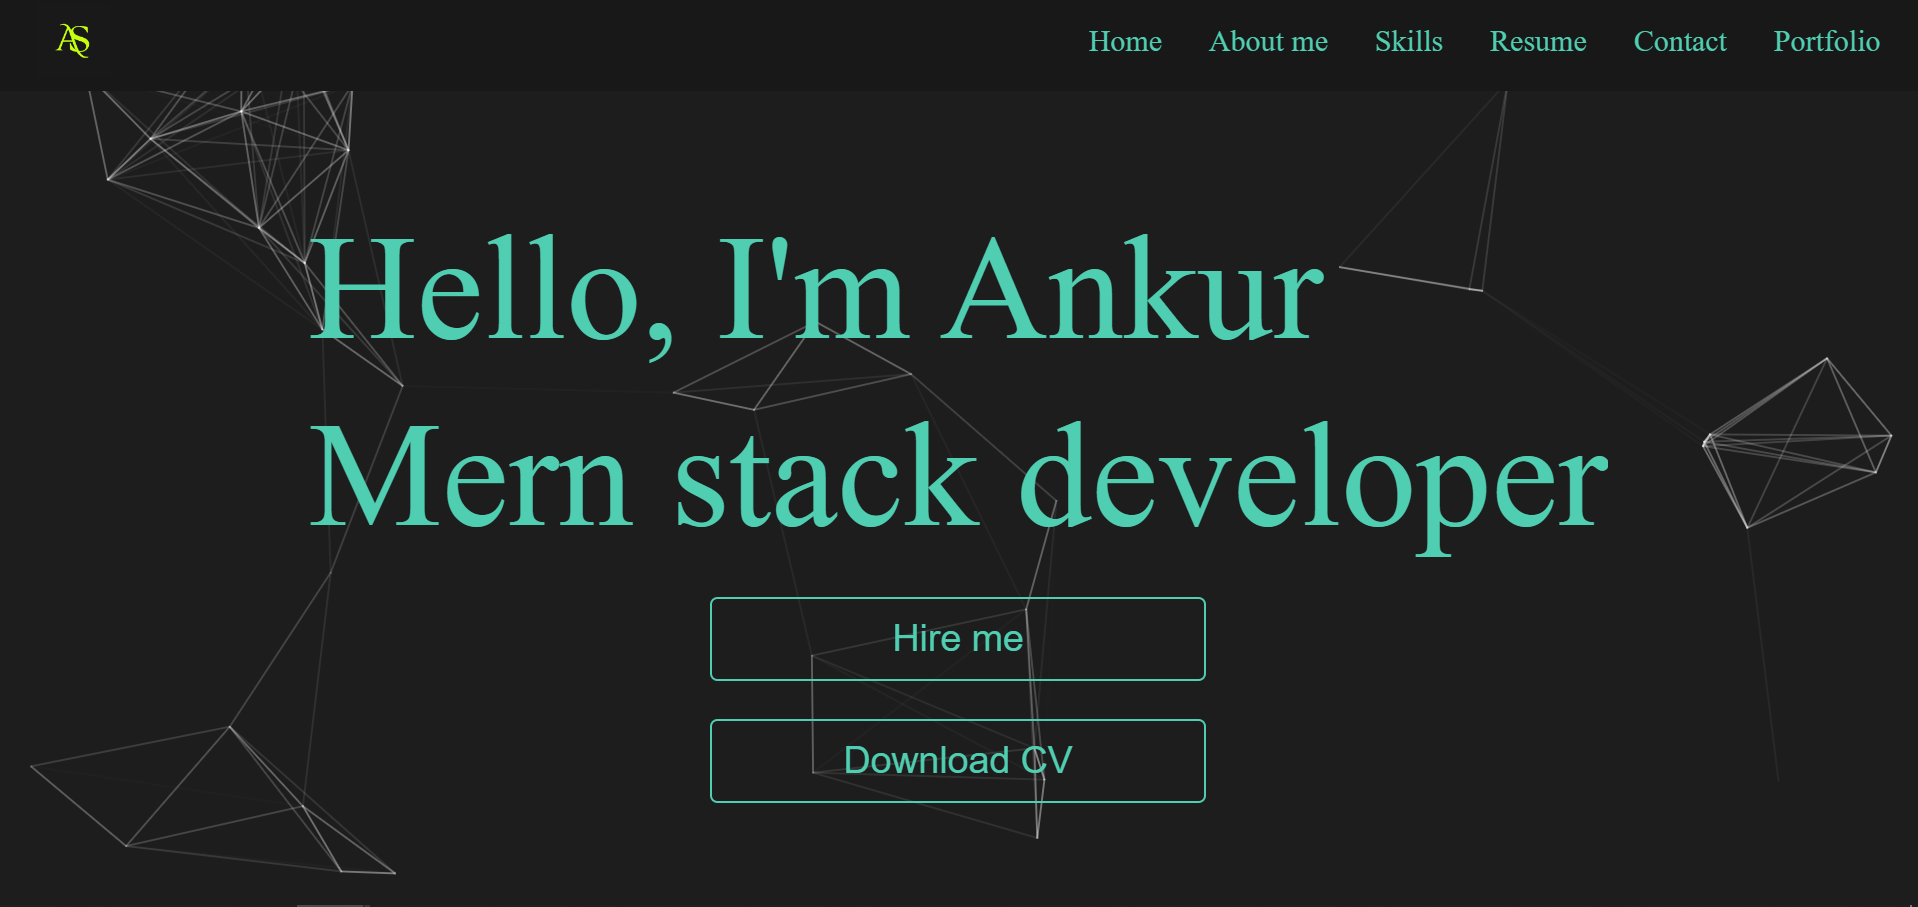 AS
Home About me Skills Resume Contact Portfolio
Hello, I'm Ankur
Mern stack developer
Hire me
Download CV